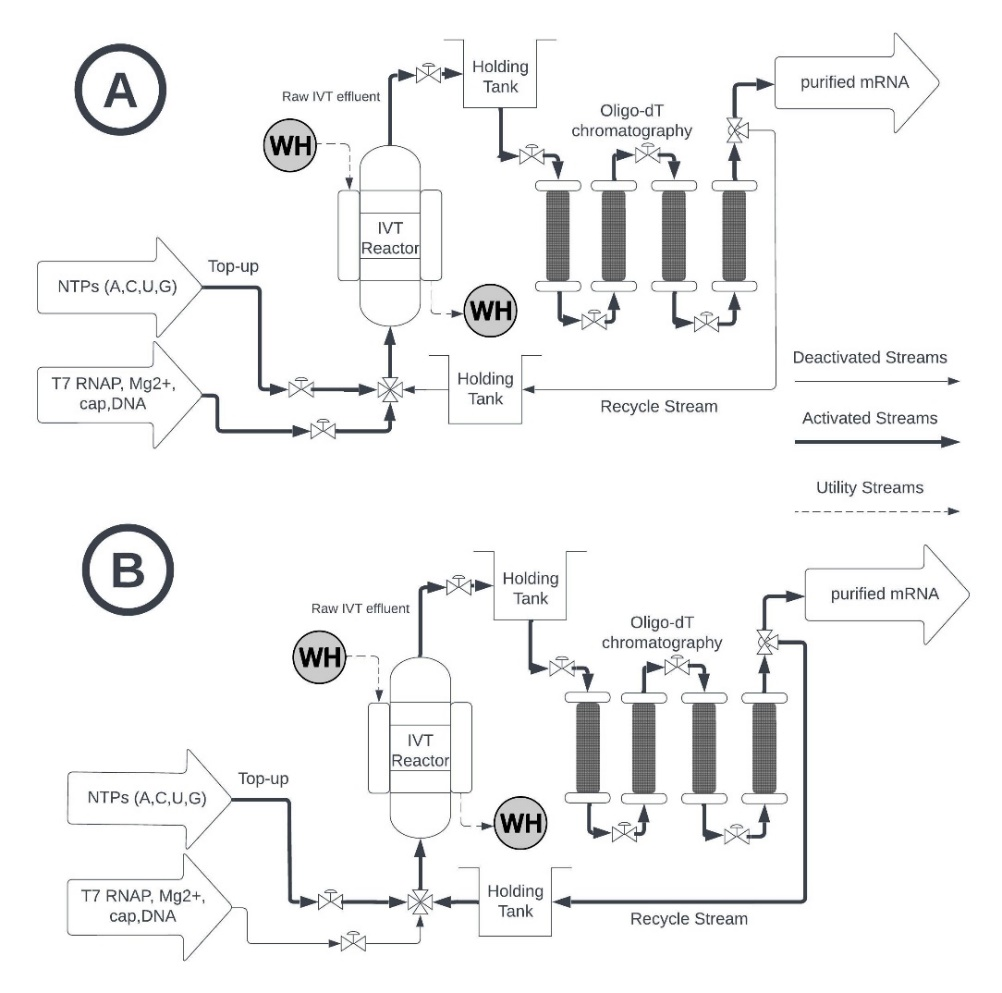 A
Raw IVT effluent
Holding
Tank
purified mRNA
Oligo-dT
chromatography
WH
IVT
Reactor
NTPs (A,C,U,G)
Top-up
WH
T7 RNAP, Mg2+,
cap,DNA
Holding
Tank
Recycle Stream
Deactivated Streams
Activated Streams
Utility Streams
B
Raw IVT effluent
Holding
Tank
purified mRNA
Oligo-dT
chromatography
WH
IVT
Reactor
NTPs (A,C,U,G)
Top-up
WH
T7 RNAP, Mg2+,
cap,DNA
Holding
Tank
Recycle Stream